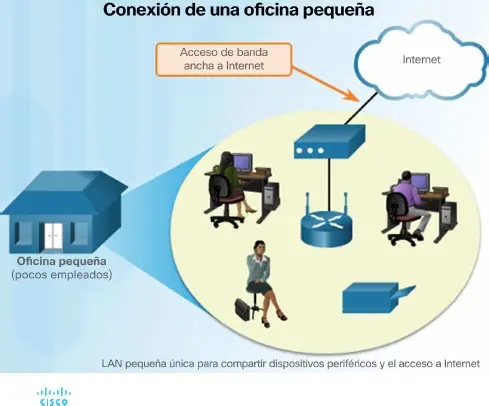 Conexión de una oficina pequeña
Acceso de banda
ancha a Internet
Internet
Oficina pequeña
(pocos empleados)
LAN pequeña única para compartir dispositivos periféricos y el acceso a Internet
CISCO